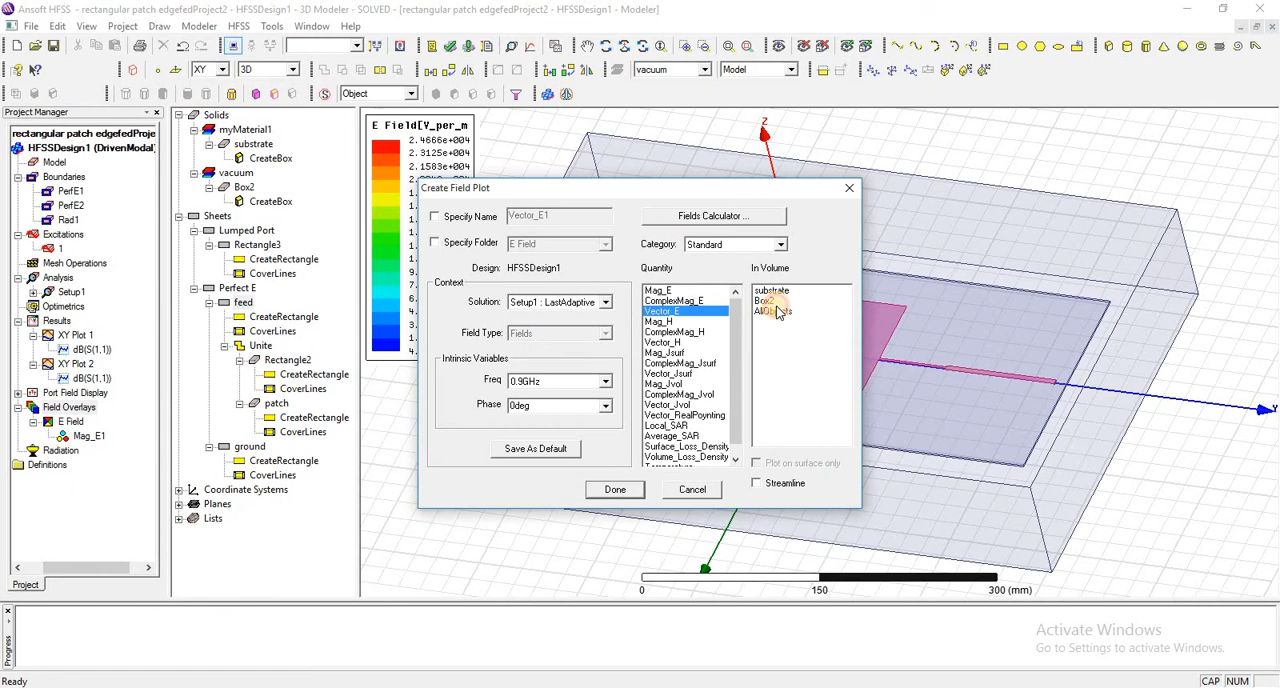 Ansoft HFSS - rectangular patch edgefedProject2 - HFSSDesign1 - 3D Modeler - SOLVED - [rectangular patch edgefedProject2 - HFSSDesign1 - Modeler]
File Edit View Project Draw Modeler HFSS Tools Window Help
XY 3D vacuum Model
Object
Project Manager
rectangular patch edgefedProje
HFSSDesign1 (DrivenModal)
Model
Boundaries
PerfE1
PerfE2
Rad1
Excitations
1
Mesh Operations
Analysis
Setup1
Optimetrics
Results
XY Plot 1
dB(S(1,1))
XY Plot 2
dB(S(1,1))
Port Field Display
Field Overlays
E Field
Mag_E1
Radiation
Definitions
Project
Solids
myMaterial1
substrate
CreateBox
vacuum
Box2
CreateBox
Sheets
Lumped Port
Rectangle3
CreateRectangle
CoverLines
Perfect E
feed
CreateRectangle
CoverLines
Unite
Rectangle2
CreateRectangle
CoverLines
patch
CreateRectangle
CoverLines
ground
CreateRectangle
CoverLines
Coordinate Systems
Planes
Lists
E Field[V_per_m
2.4666e+004
2.3125e+004
2.1583e+004
Z
Y
Create Field Plot
Specify Name Vector_E1
Specify Folder E Field
Design: HFSSDesign1
Context
Solution: Setup1 : LastAdaptive
Field Type: Fields
Intrinsic Variables
Freq 0.9GHz
Phase 0deg
Save As Default
Fields Calculator ...
Category: Standard
Quantity
Mag_E
ComplexMag_E
Vector_E
Mag_H
ComplexMag_H
Vector_H
Mag_Jsurf
ComplexMag_Jsurf
Vector_Jsurf
Mag_Jvol
ComplexMag_Jvol
Vector_Jvol
Vector_RealPoynting
Local_SAR
Average_SAR
Surface_Loss_Density
Volume_Loss_Density
In Volume
substrate
Box2
AllObjects
Plot on surface only
Streamline
Done Cancel
0 150 300 (mm)
Progress
Activate Windows
Go to Settings to activate Windows.
Ready CAP NUM